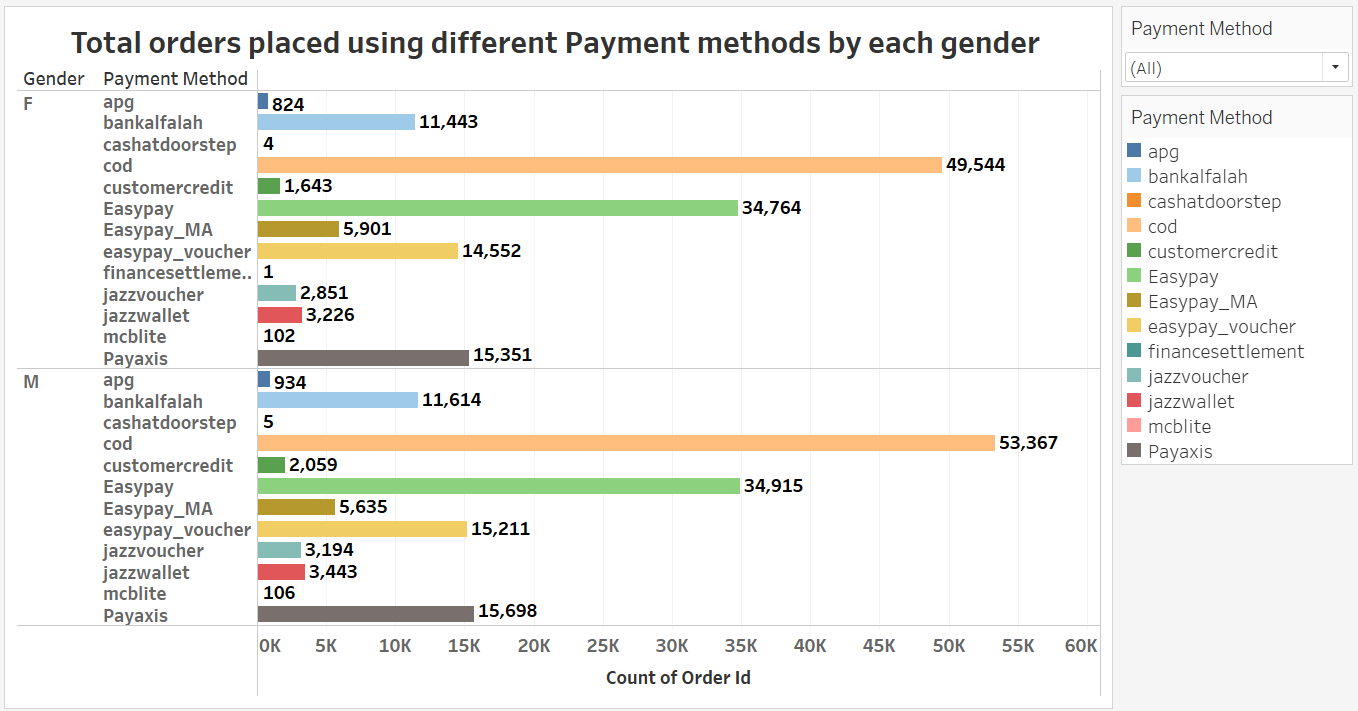 Total orders placed using different Payment methods by each gender
Gender Payment Method
F apg 824
bankalfalah 11,443
cashatdoorstep 4
cod 49,544
customercredit 1,643
Easypay 34,764
Easypay_MA 5,901
easypay_voucher 14,552
financesettleme.. 1
jazzvoucher 2,851
jazzwallet 3,226
mcblite 102
Payaxis 15,351
M apg 934
bankalfalah 11,614
cashatdoorstep 5
cod 53,367
customercredit 2,059
Easypay 34,915
Easypay_MA 5,635
easypay_voucher 15,211
jazzvoucher 3,194
jazzwallet 3,443
mcblite 106
Payaxis 15,698
0K 5K 10K 15K 20K 25K 30K 35K 40K 45K 50K 55K 60K
Count of Order Id
Payment Method
(All)
Payment Method
apg
bankalfalah
cashatdoorstep
cod
customercredit
Easypay
Easypay_MA
easypay_voucher
financesettlement
jazzvoucher
jazzwallet
mcblite
Payaxis